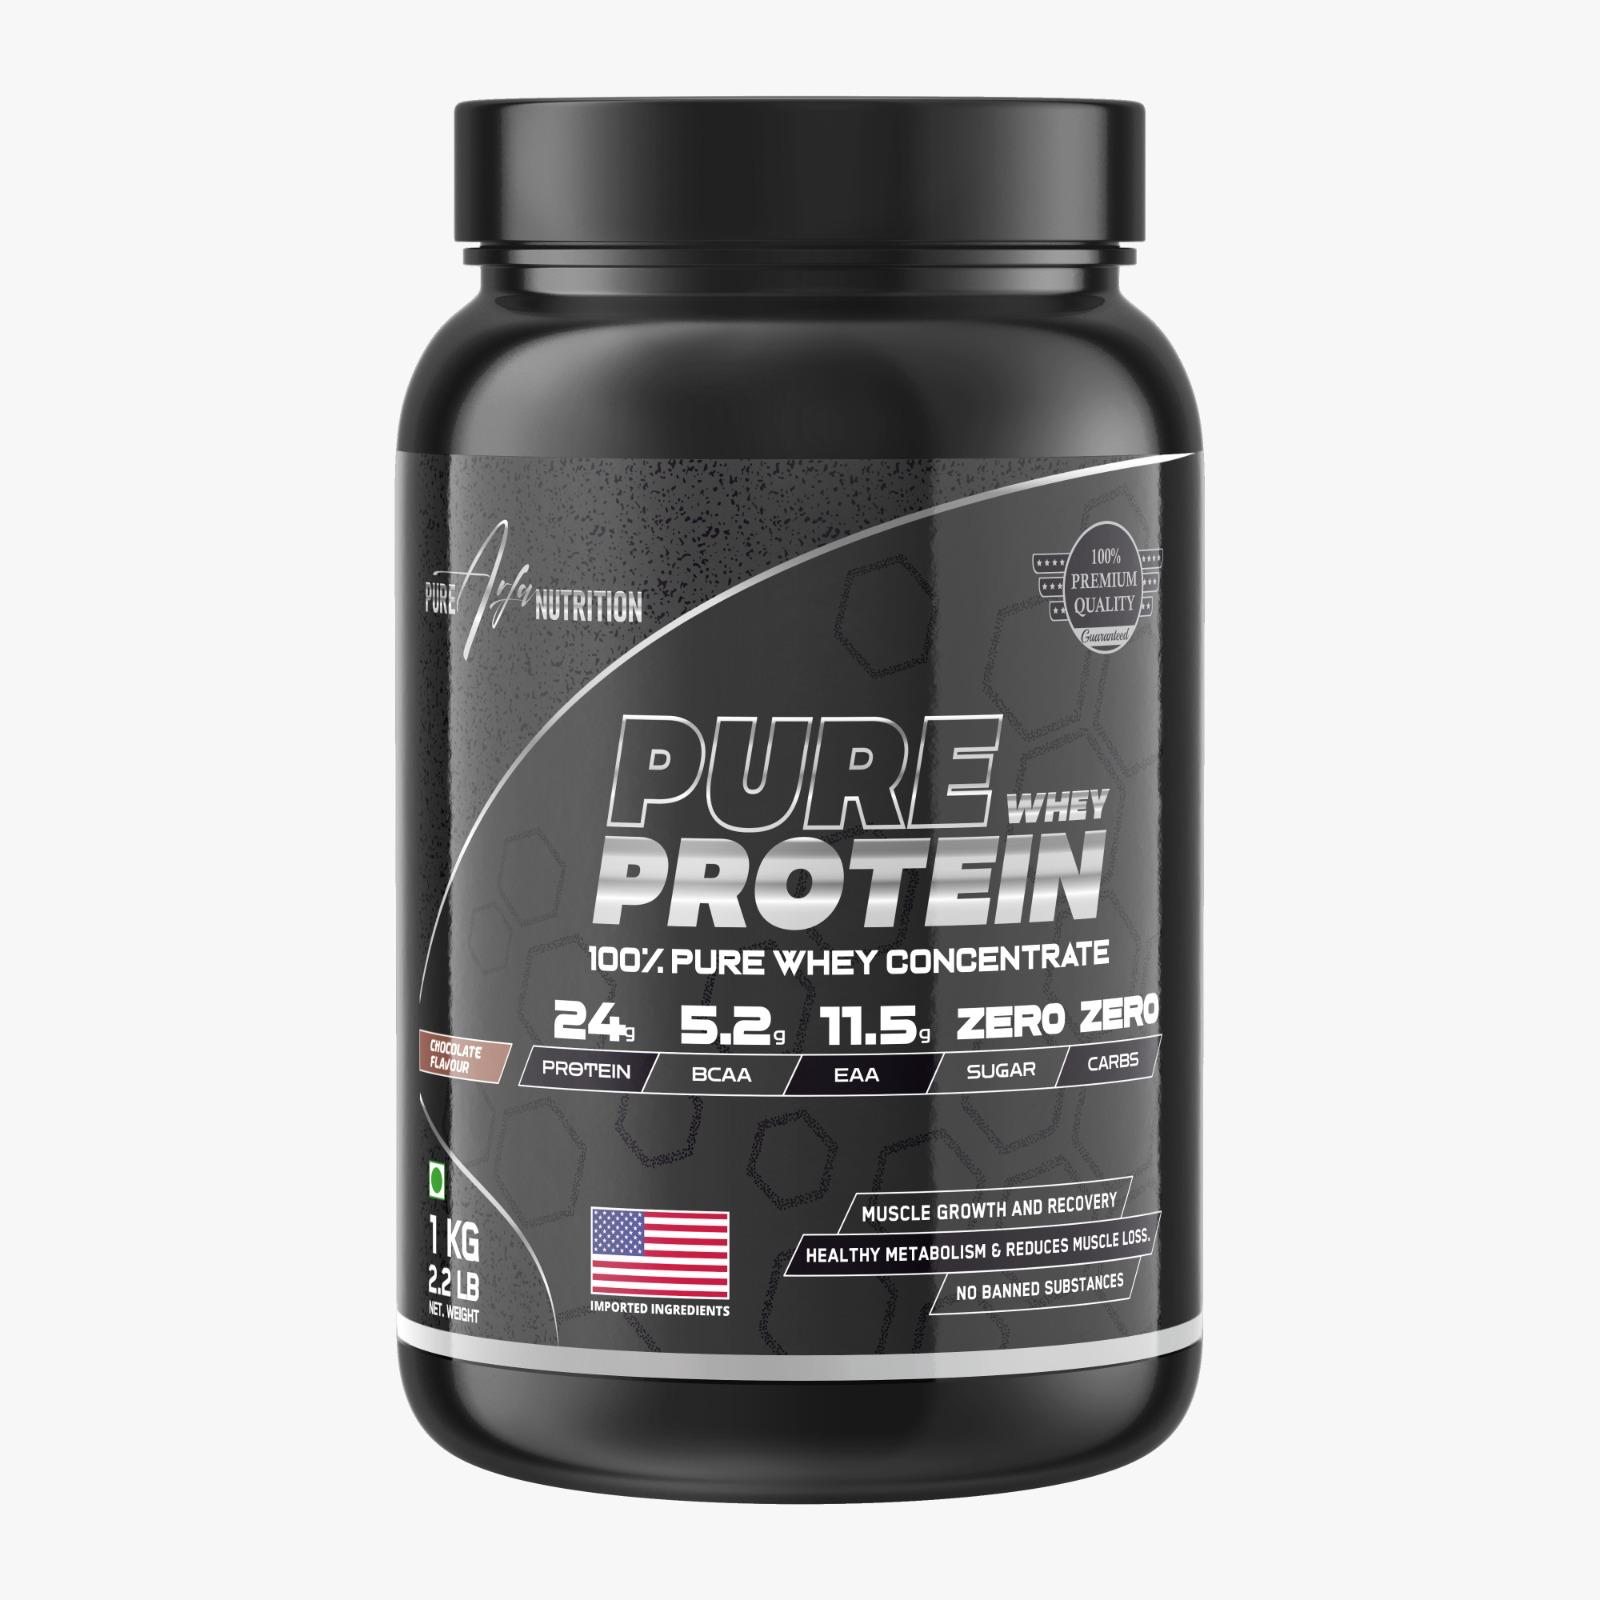 PURE Arfa NUTRITION
100%
PREMIUM
QUALITY
Guaranteed
PURE
WHEY
PROTEIN
100% PURE WHEY CONCENTRATE
24g 5.2g 11.5g ZERO ZERO
PROTEIN BCAA EAA SUGAR CARBS
CHOCOLATE
FLAVOUR
1 KG
2.2 LB
NET. WEIGHT
IMPORTED INGREDIENTS
MUSCLE GROWTH AND RECOVERY
HEALTHY METABOLISM & REDUCES MUSCLE LOSS.
NO BANNED SUBSTANCES